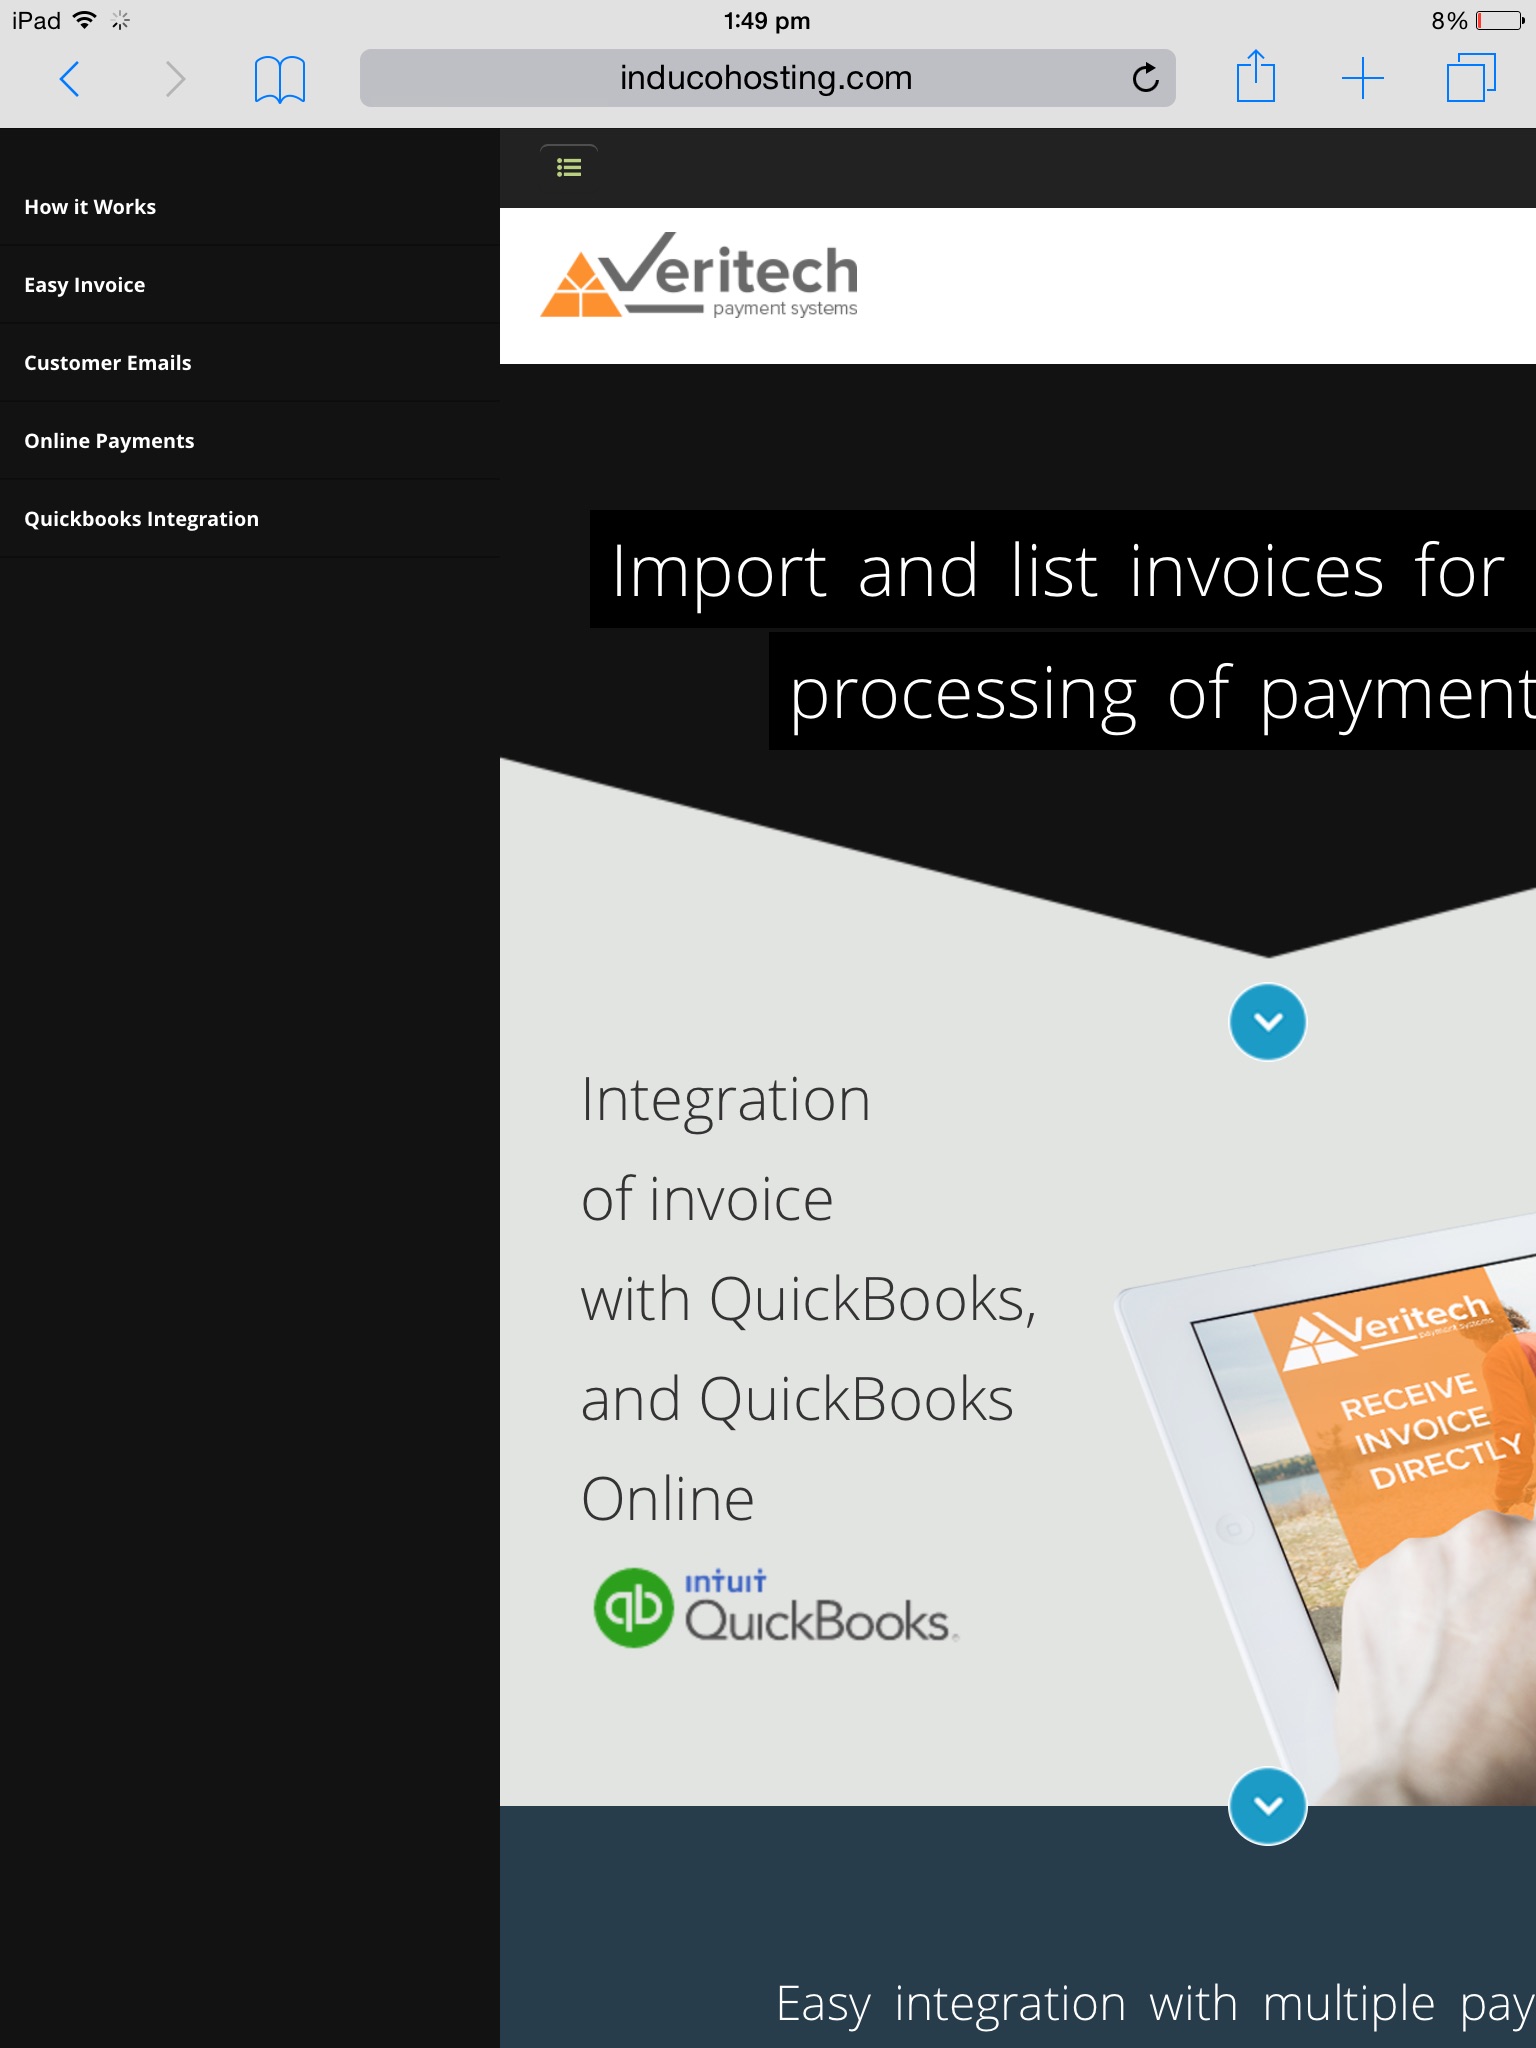 iPad
1:49 pm
8%
inducohosting.com
How it Works
Easy Invoice
Customer Emails
Online Payments
Quickbooks Integration
Veritech
payment systems
Import and list invoices for
processing of payment
Integration
of invoice
with QuickBooks,
and QuickBooks
Online
qb
intuit
QuickBooks.
Veritech
payment systems
RECEIVE
INVOICE
DIRECTLY
Easy integration with multiple pay